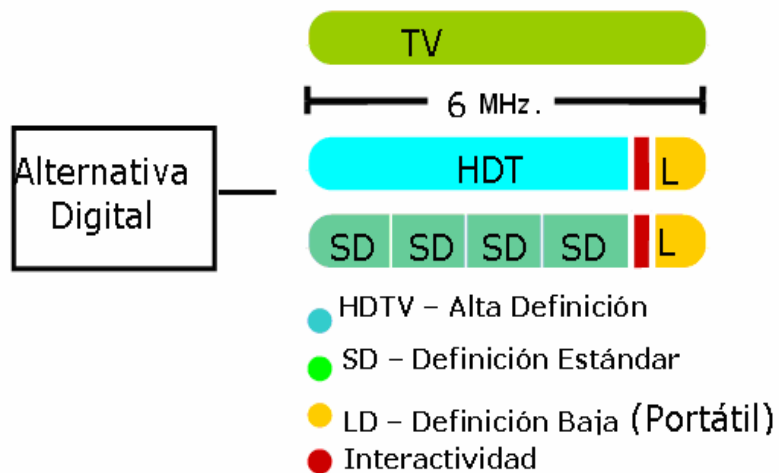 TV
6 MHz.
Alternativa
Digital
HDT
L
SD SD SD SD L
HDTV – Alta Definición
SD – Definición Estándar
LD – Definición Baja (Portátil)
Interactividad